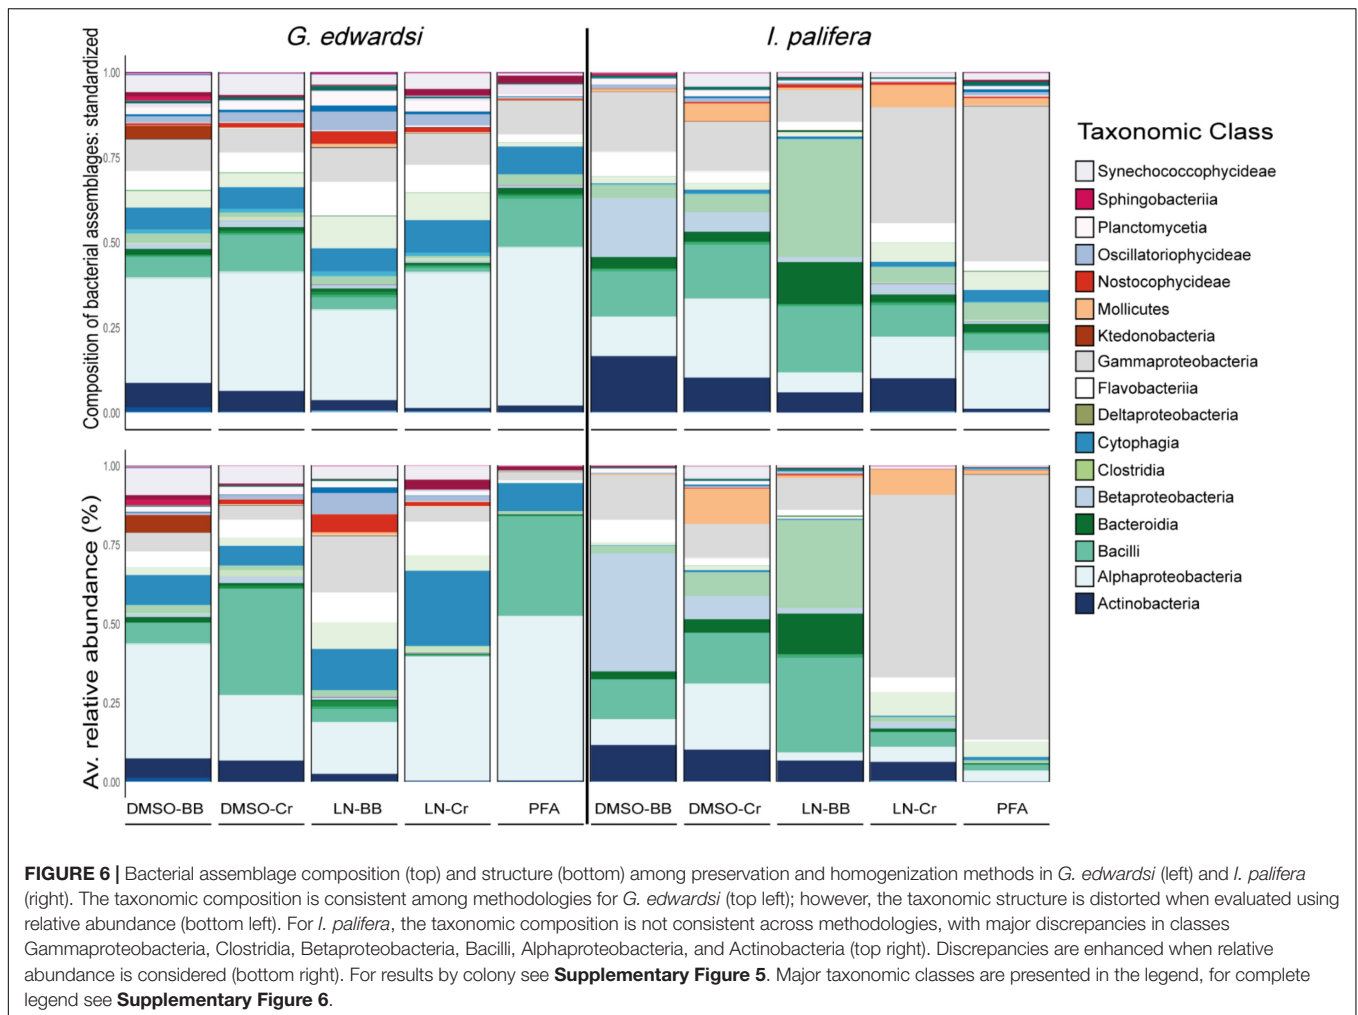 G. edwardsi
I. palifera
Composition of bacterial assemblages: standardized
1.00
0.75
0.50
0.25
0.00
Av. relative abundance (%)
1.00
0.75
0.50
0.25
0.00
DMSO-BB
DMSO-Cr
LN-BB
LN-Cr
PFA
DMSO-BB
DMSO-Cr
LN-BB
LN-Cr
PFA
Taxonomic Class
Synechococcophycideae
Sphingobacteriia
Planctomycetia
Oscillatoriophycideae
Nostocophycideae
Mollicutes
Ktedonobacteria
Gammaproteobacteria
Flavobacteriia
Deltaproteobacteria
Cytophagia
Clostridia
Betaproteobacteria
Bacteroidia
Bacilli
Alphaproteobacteria
Actinobacteria
FIGURE 6 | Bacterial assemblage composition (top) and structure (bottom) among preservation and homogenization methods in G. edwardsi (left) and I. palifera
(right). The taxonomic composition is consistent among methodologies for G. edwardsi (top left); however, the taxonomic structure is distorted when evaluated using
relative abundance (bottom left). For I. palifera, the taxonomic composition is not consistent across methodologies, with major discrepancies in classes
Gammaproteobacteria, Clostridia, Betaproteobacteria, Bacilli, Alphaproteobacteria, and Actinobacteria (top right). Discrepancies are enhanced when relative
abundance is considered (bottom right). For results by colony see Supplementary Figure 5. Major taxonomic classes are presented in the legend, for complete
legend see Supplementary Figure 6.